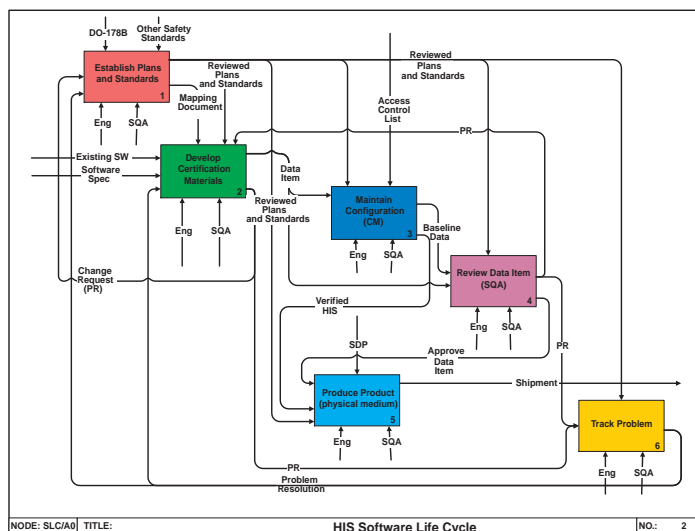 DO-178B
Other Safety
Standards
Establish Plans
and Standards
1
Reviewed
Plans
and Standards
Mapping
Document
Eng
SQA
Reviewed
Plans
and Standards
Access
Control
List
PR
Existing SW
Software
Spec
Develop
Certification
Materials
2
Data
Item
Reviewed
Plans
and Standards
Maintain
Configuration
(CM)
3
Baseline
Data
Eng
SQA
Eng
SQA
Change
Request
(PR)
Review Data Item
(SQA)
4
Verified
HIS
Eng
SQA
SDP
Approve
Data
Item
PR
Produce Product
(physical medium)
5
Shipment
Track Problem
6
Eng
SQA
PR
Problem
Resolution
Eng
SQA
NODE: SLC/A0
TITLE:
HIS Software Life Cycle
NO.: 2